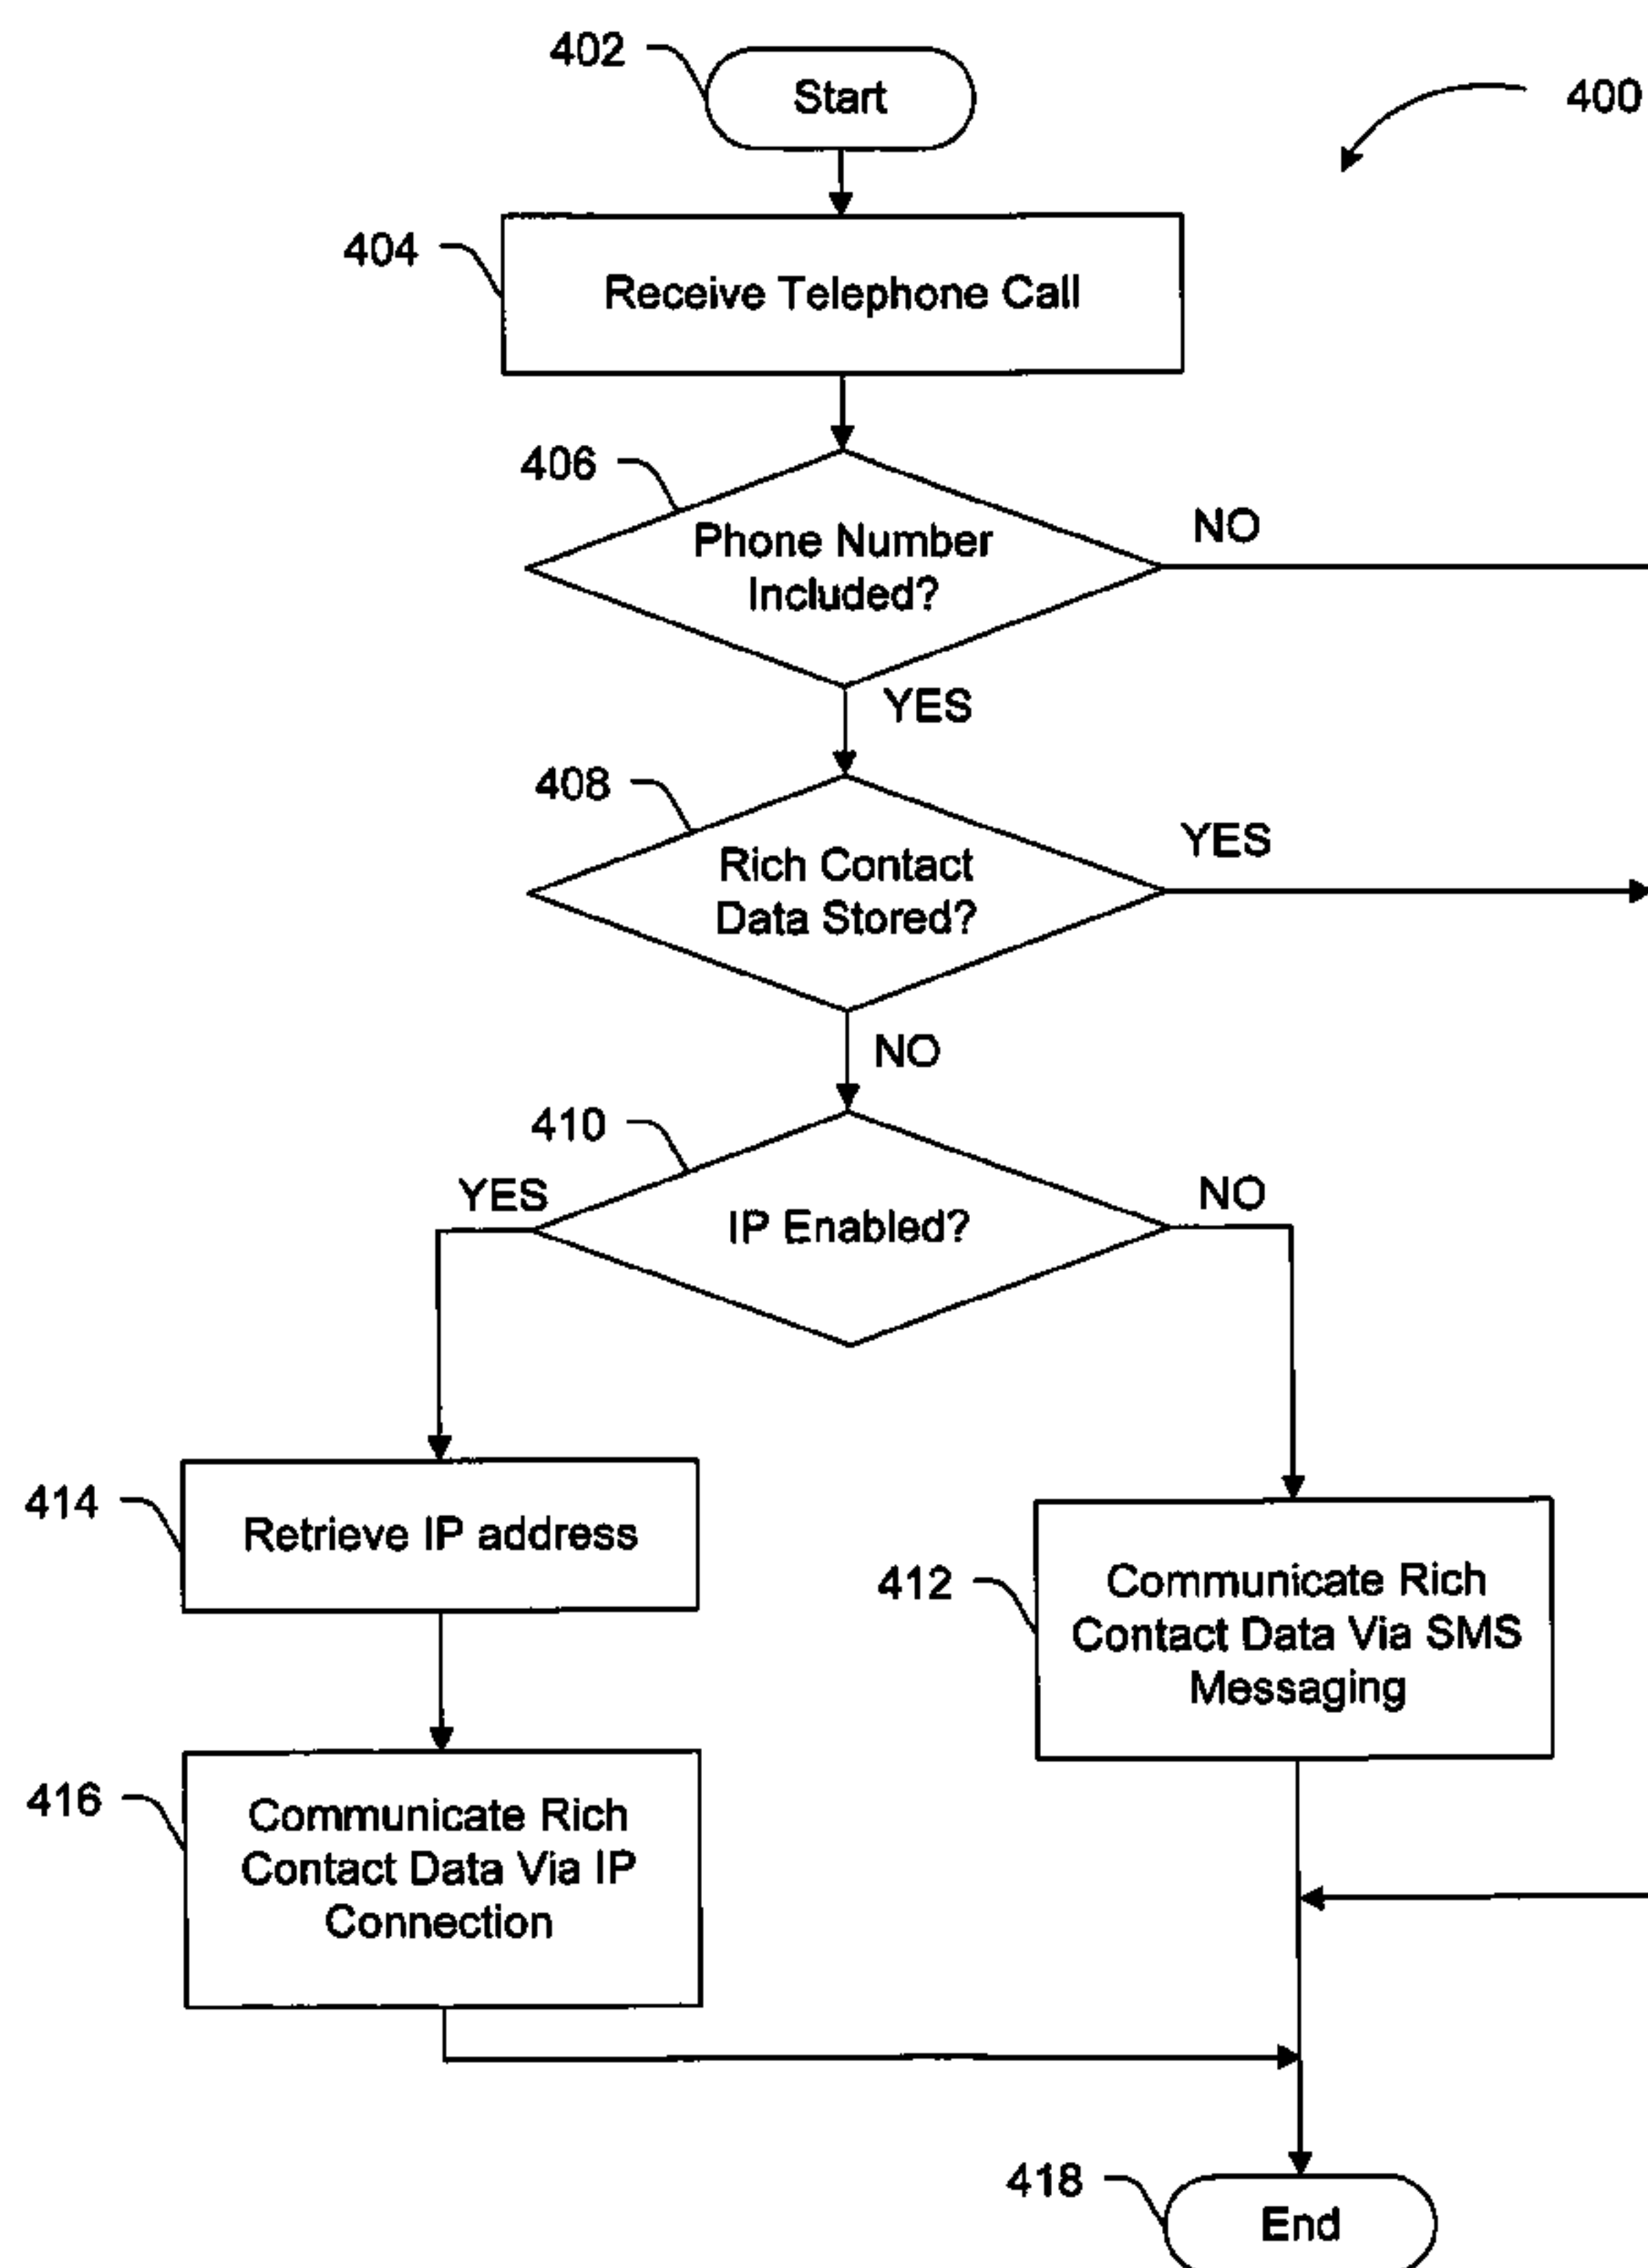 402
Start
400
404
Receive Telephone Call
406
Phone Number
Included?
NO
YES
408
Rich Contact
Data Stored?
YES
NO
410
YES
IP Enabled?
NO
414
Retrieve IP address
412
Communicate Rich
Contact Data Via SMS
Messaging
416
Communicate Rich
Contact Data Via IP
Connection
418
End